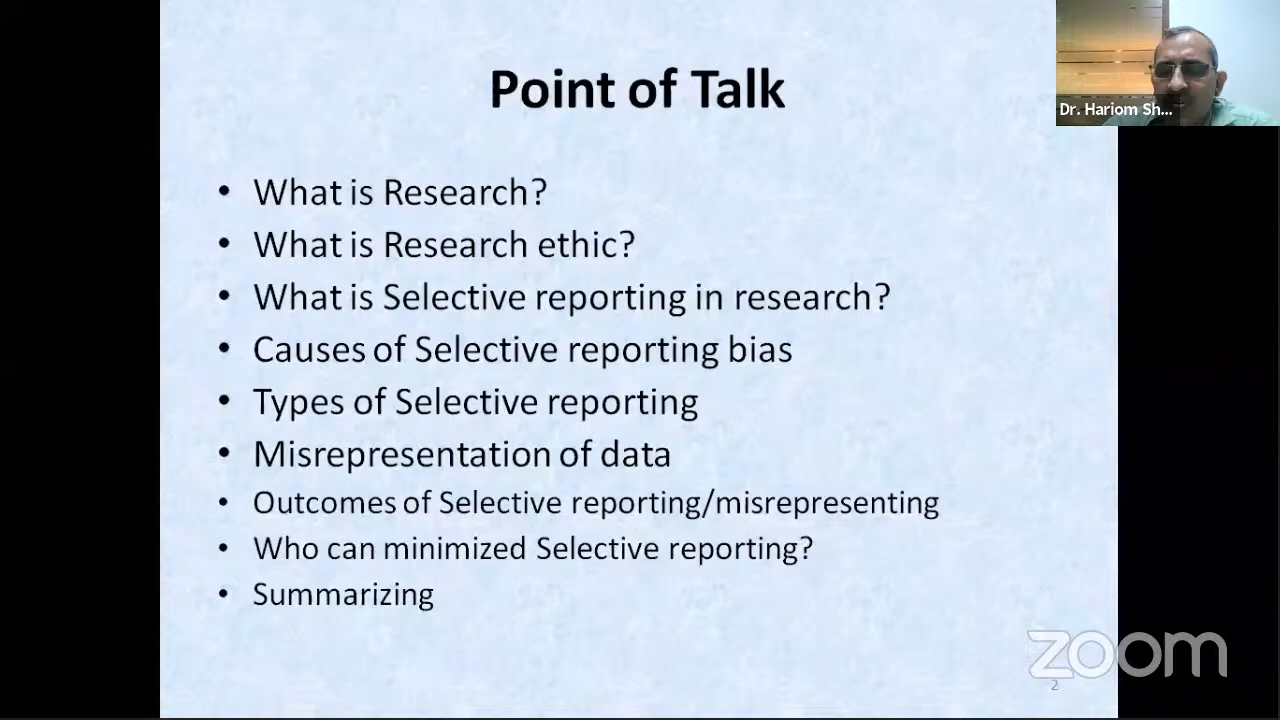 Point of Talk
Dr. Hariom Sh...
• What is Research?
• What is Research ethic?
• What is Selective reporting in research?
• Causes of Selective reporting bias
• Types of Selective reporting
• Misrepresentation of data
• Outcomes of Selective reporting/misrepresenting
• Who can minimized Selective reporting?
• Summarizing
zoom
2